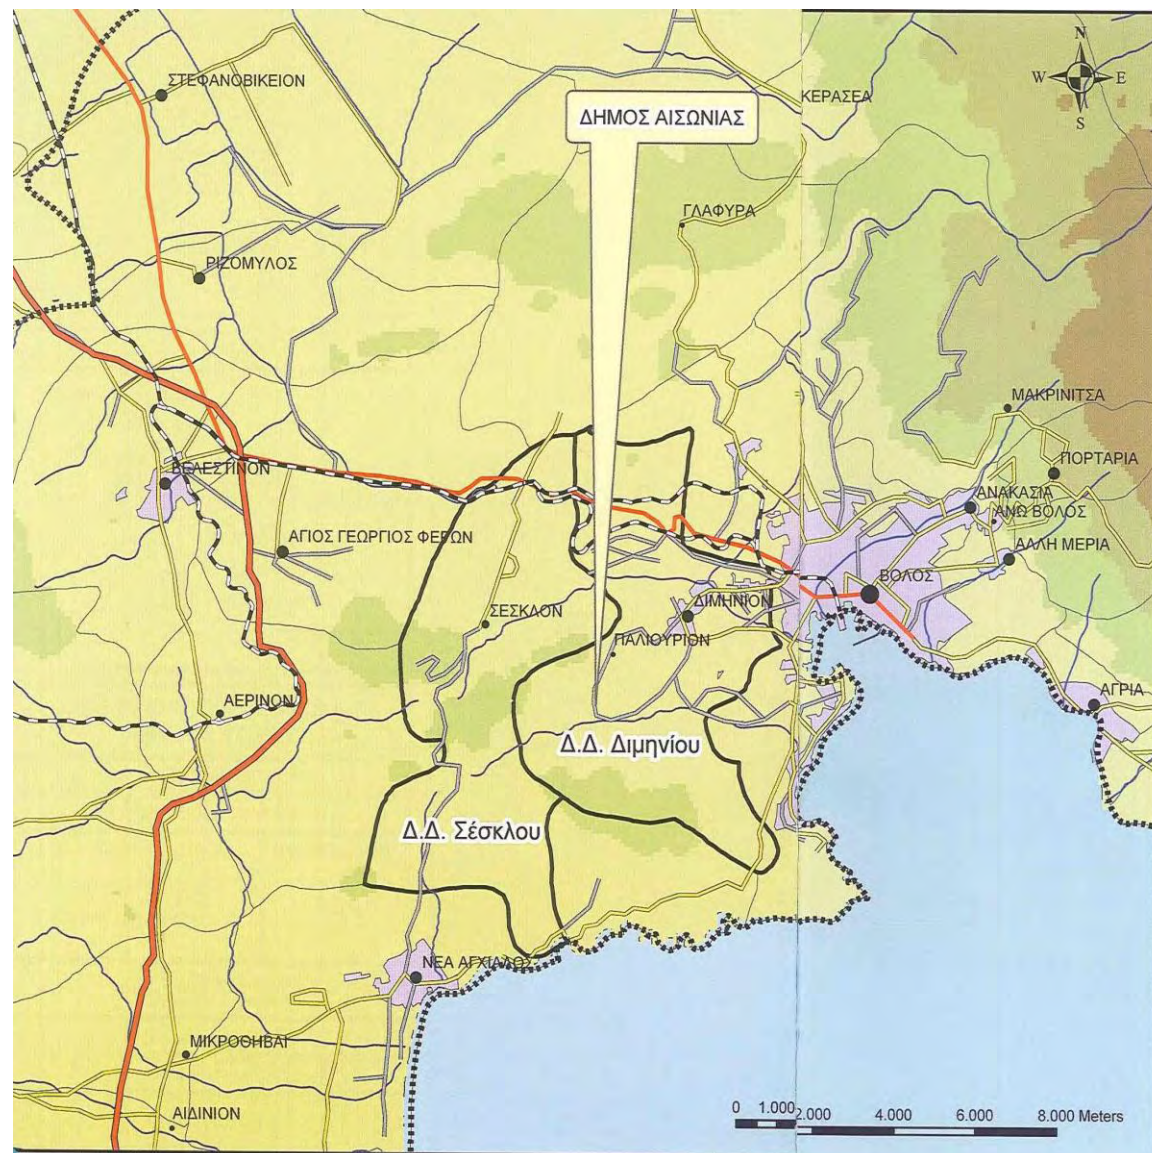 N
W E
S
ΣΤΕΦΑΝΟΒΙΚΕΙΟΝ
ΚΕΡΑΣΕΑ
ΔΗΜΟΣ ΑΙΣΩΝΙΑΣ
ΓΛΑΦΥΡΑ
ΡΙΖΟΜΥΛΟΣ
ΜΑΚΡΙΝΙΤΣΑ
ΠΟΡΤΑΡΙΑ
ΒΕΛΕΣΤΙΝΟΝ
ΑΝΑΚΑΣΙΑ
ΑΝΩ ΒΟΛΟΣ
ΑΓΙΟΣ ΓΕΩΡΓΙΟΣ ΦΕΡΩΝ
ΑΛΛΗ ΜΕΡΙΑ
ΒΟΛΟΣ
ΣΕΣΚΛΟΝ
ΔΙΜΗΝΙΟΝ
ΠΑΛΙΟΥΡΙΟΝ
ΑΕΡΙΝΟΝ
ΑΓΡΙΑ
Δ.Δ. Διμηνίου
Δ.Δ. Σέσκλου
ΝΕΑ ΑΓΧΙΑΛΟΣ
ΜΙΚΡΟΘΗΒΑΙ
ΑΙΔΙΝΙΟΝ
0 1.000 2.000 4.000 6.000 8.000 Meters